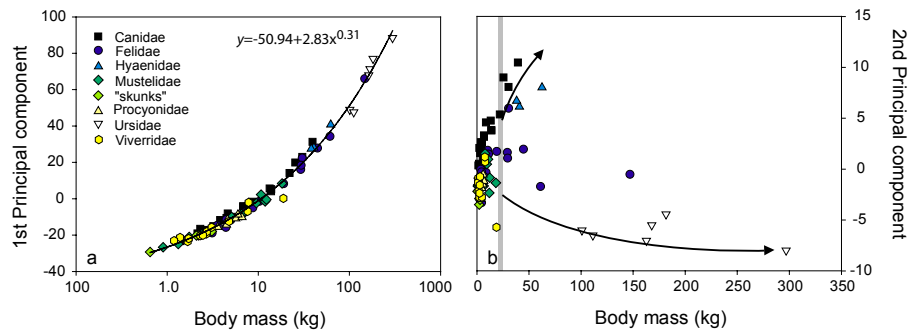 100
80
60
40
20
0
-20
-40
1st Principal component
y=-50.94+2.83x^0.31
Canidae
Felidae
Hyaenidae
Mustelidae
"skunks"
Procyonidae
Ursidae
Viverridae
a
100 1.0 10 100 1000
Body mass (kg)
b
0 50 100 150 200 250 300 350
Body mass (kg)
15
10
5
0
-5
-10
2nd Principal component